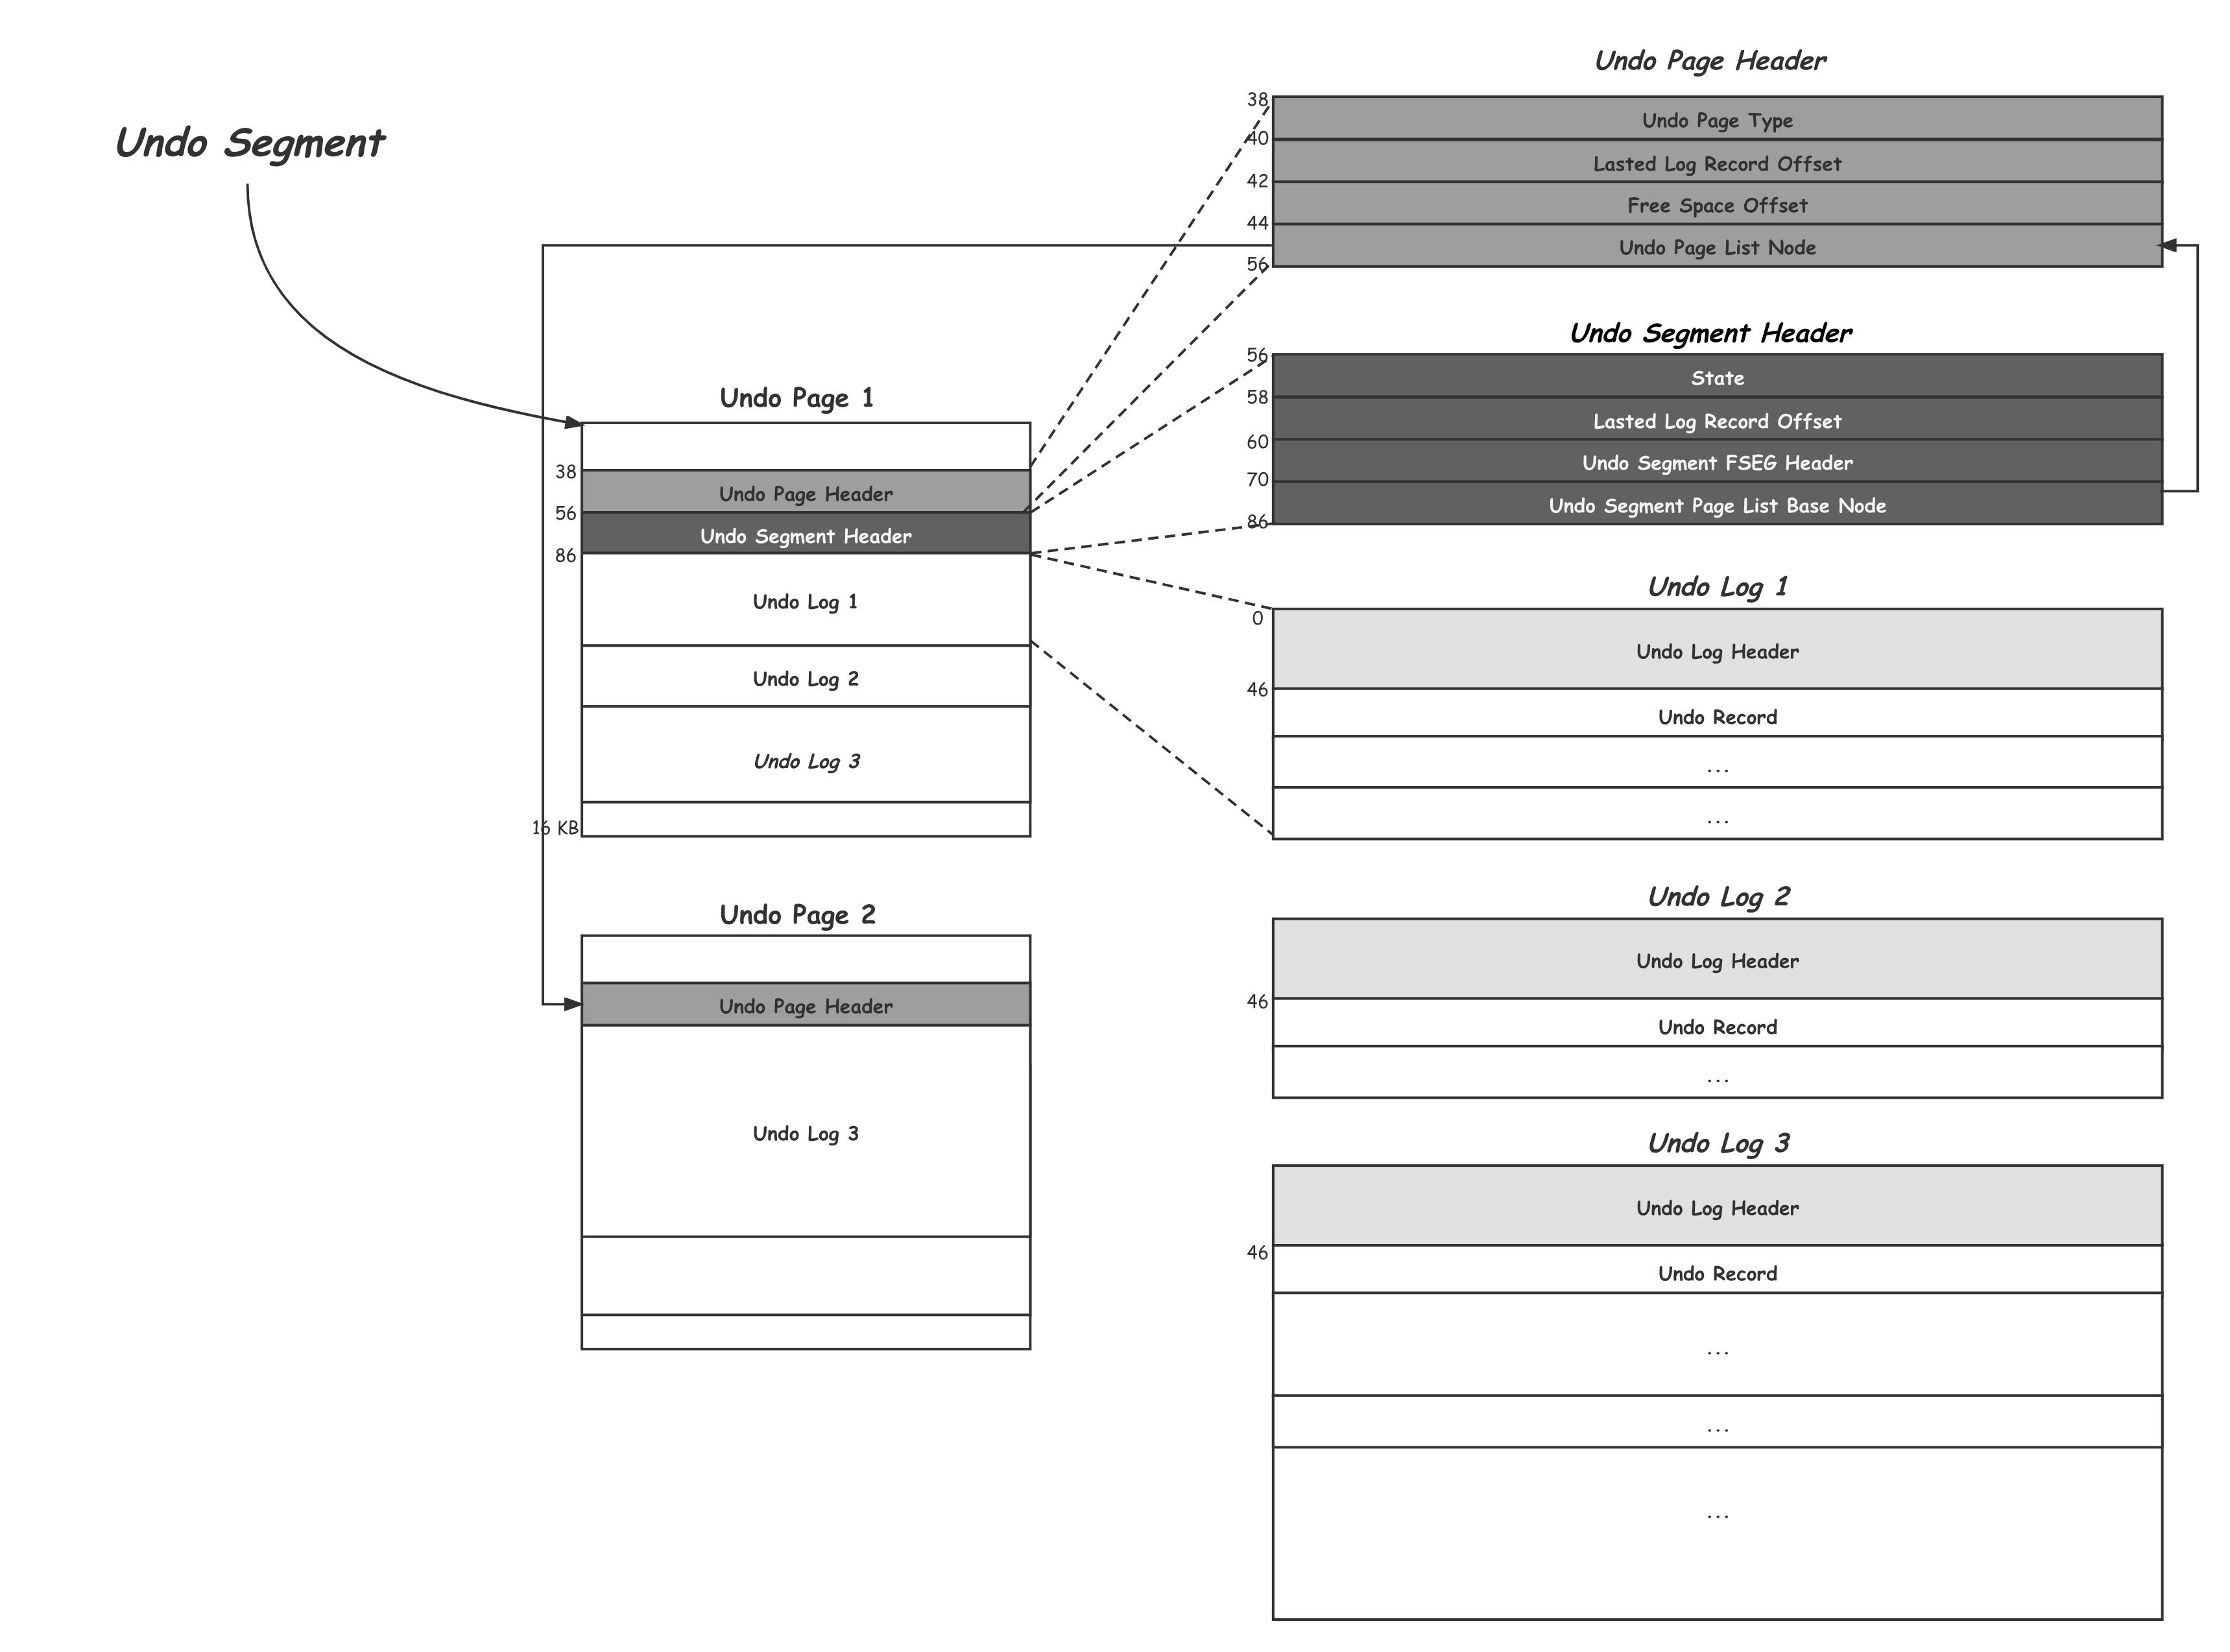 Undo Segment
Undo Page Header
38
Undo Page Type
40
Lasted Log Record Offset
42
Free Space Offset
44
Undo Page List Node
56
Undo Segment Header
56
State
58
Lasted Log Record Offset
60
Undo Segment FSEG Header
70
Undo Segment Page List Base Node
86
Undo Page 1
38
Undo Page Header
56
Undo Segment Header
86
Undo Log 1
Undo Log 2
Undo Log 3
16 KB
Undo Log 1
0
Undo Log Header
46
Undo Record
...
...
Undo Page 2
Undo Page Header
Undo Log 3
Undo Log 2
Undo Log Header
46
Undo Record
...
Undo Log 3
Undo Log Header
46
Undo Record
...
...
...